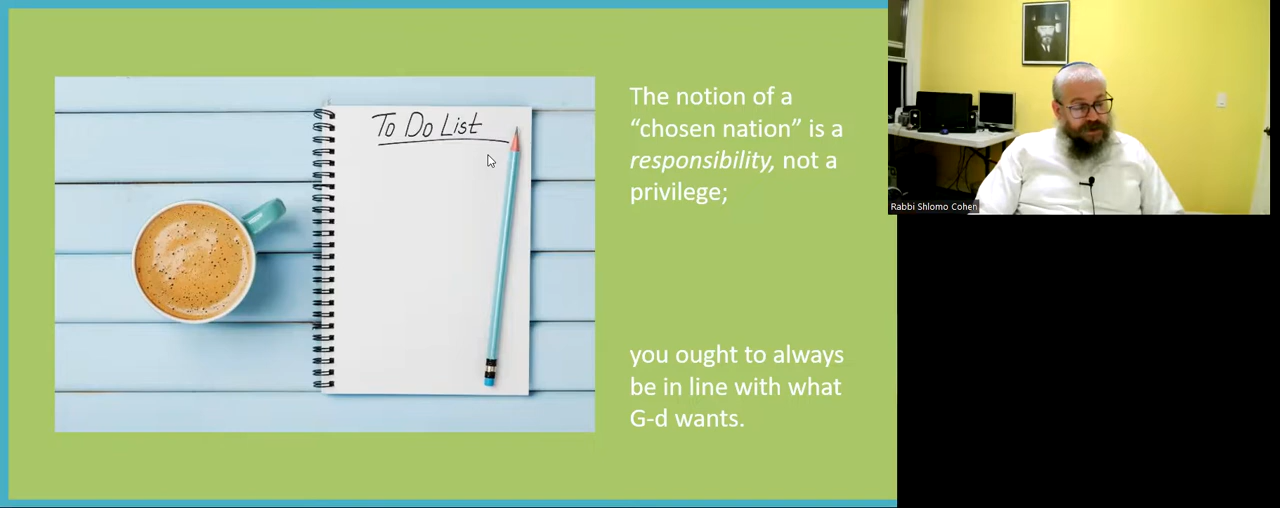 To Do List
The notion of a
“chosen nation” is a
responsibility, not a
privilege;
you ought to always
be in line with what
G-d wants.
Rabbi Shlomo Cohen